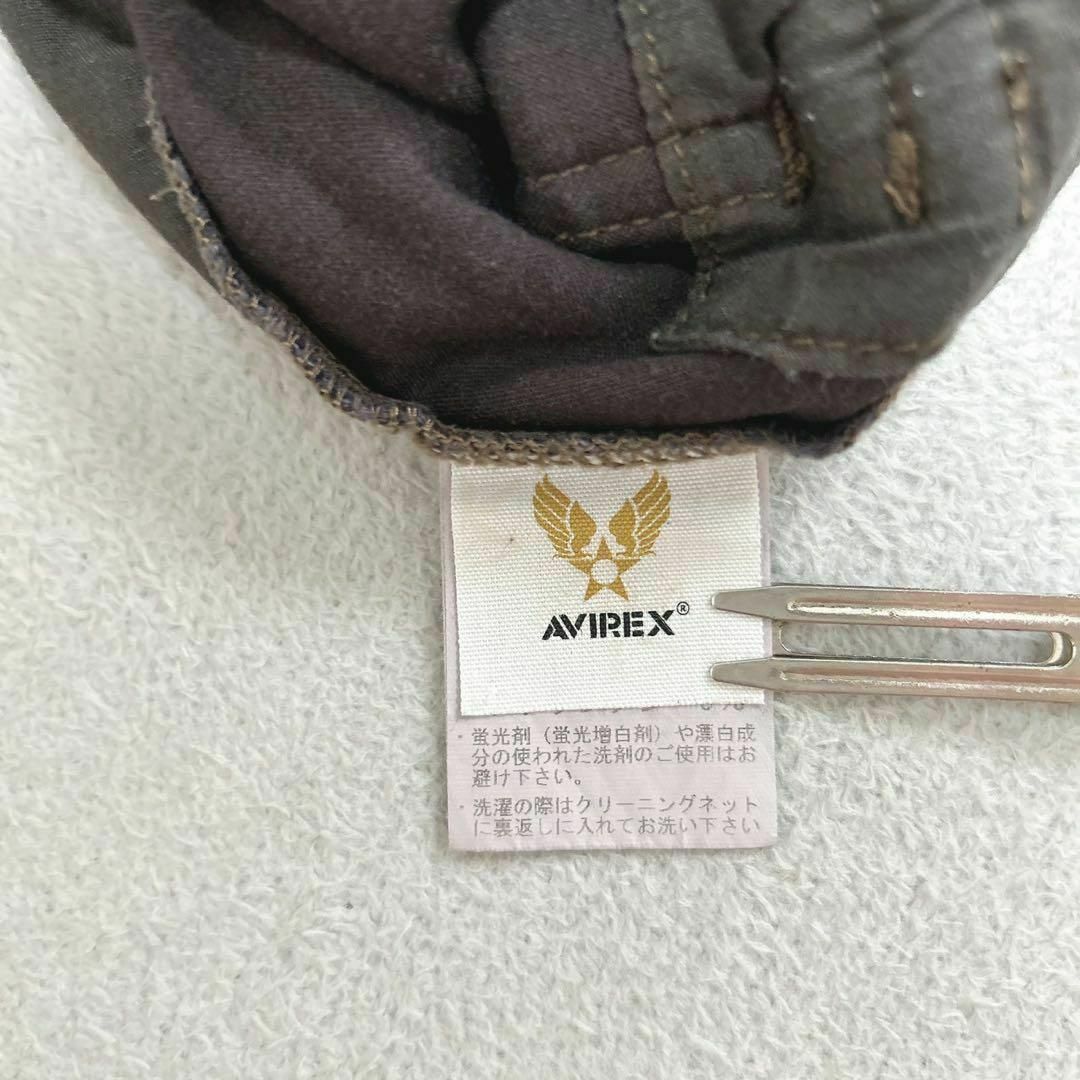 AVIREX®
・蛍光剤（蛍光増白剤）や漂白成
分の使われた洗剤のご使用はお
避け下さい。
・洗濯の際はクリーニングネット
に裏返しに入れてお洗い下さい